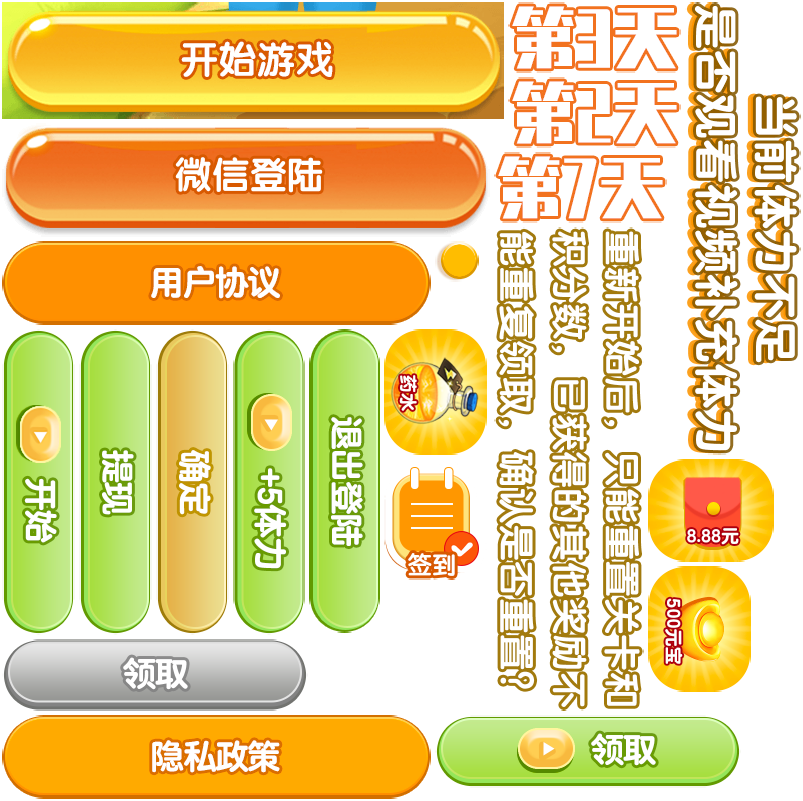 开始游戏
微信登陆
用户协议
第3天
第2天
第7天
当前体力不足
是否观看视频补充体力
重新开始后，只能重置关卡和
积分数，已获得的其他奖励不
能重复领取，确认是否重置？
开始
提现
确定
+5体力
退出登陆
药水
签到
8.88元
500元宝
领取
隐私政策
领取